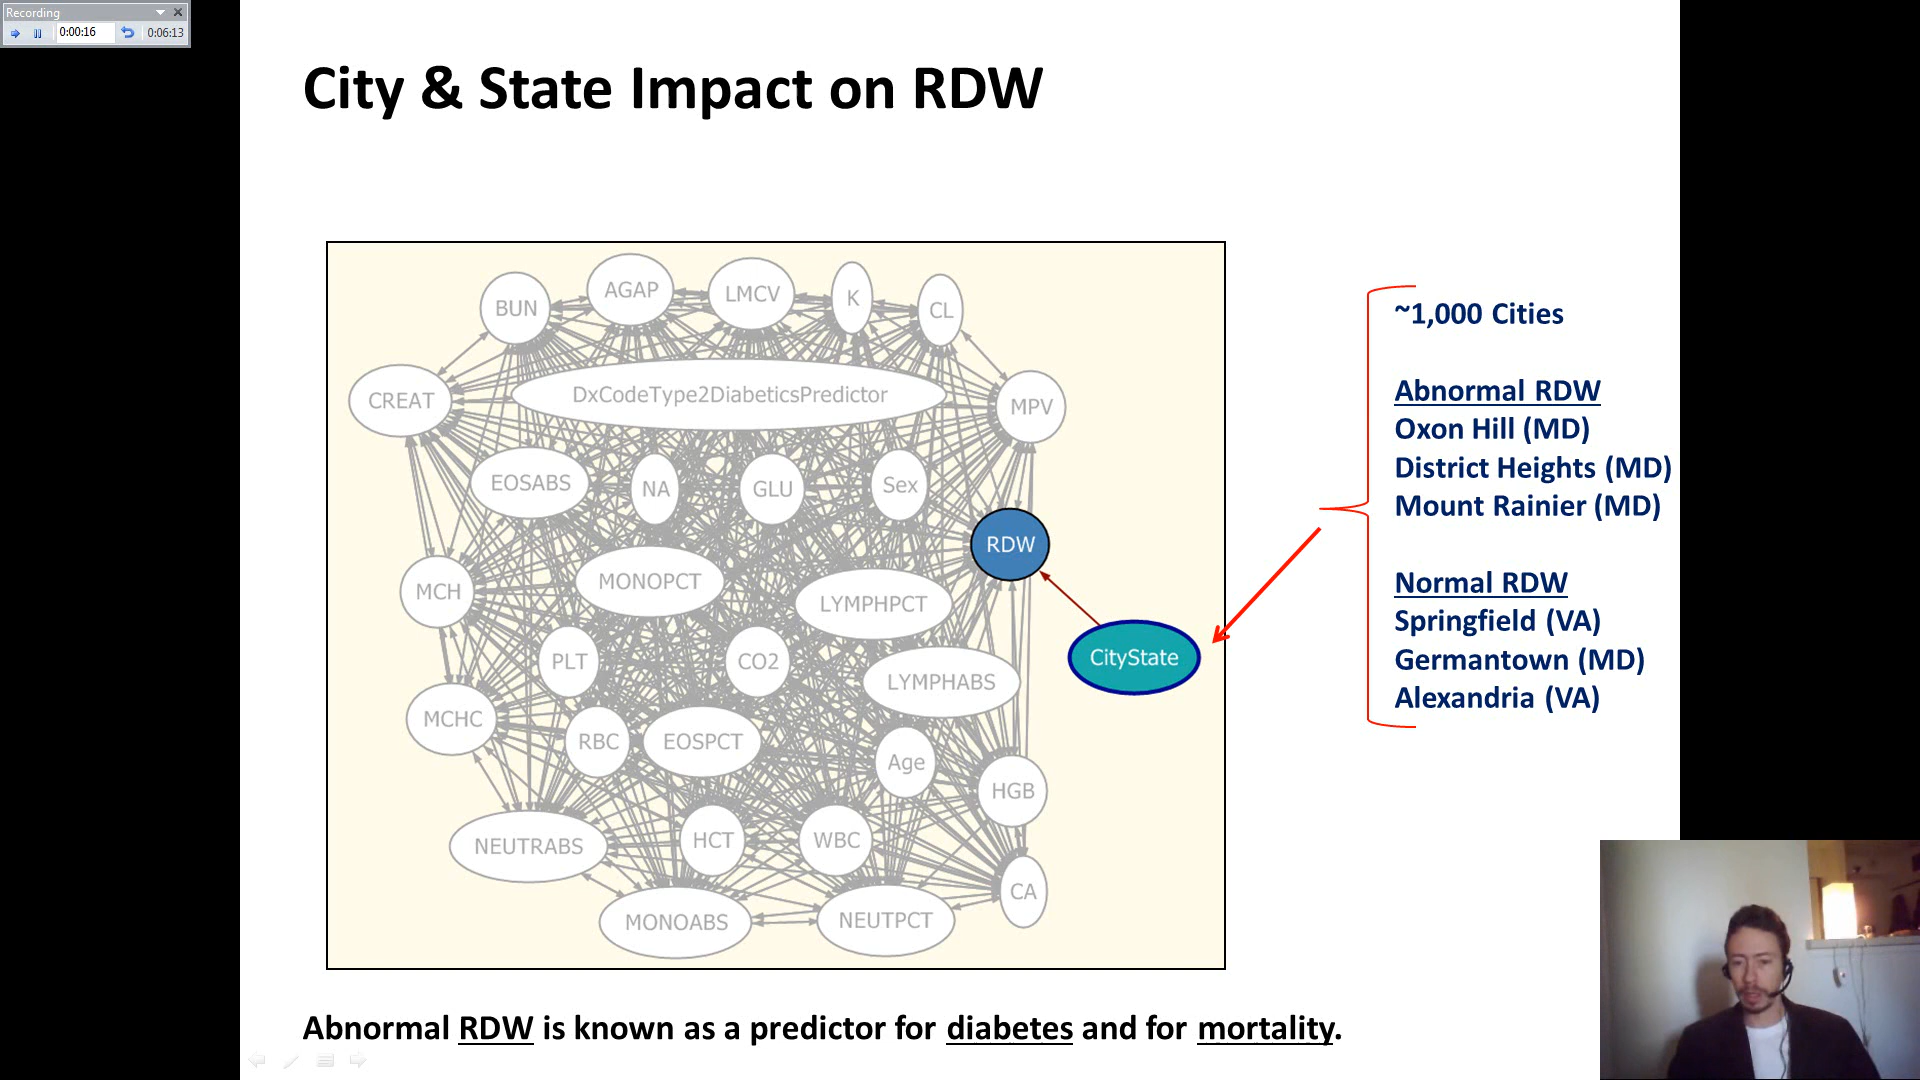 Recording
0:00:16
0:06:13
City & State Impact on RDW
BUN
AGAP
LMCV
K
CL
CREAT
DxCodeType2DiabeticsPredictor
MPV
EOSABS
NA
GLU
Sex
RDW
MCH
MONOPCT
LYMPHPCT
PLT
CO2
CityState
LYMPHABS
MCHC
RBC
EOSPCT
Age
HGB
NEUTRABS
HCT
WBC
CA
MONOABS
NEUTPCT
~1,000 Cities
Abnormal RDW
Oxon Hill (MD)
District Heights (MD)
Mount Rainier (MD)
Normal RDW
Springfield (VA)
Germantown (MD)
Alexandria (VA)
Abnormal RDW is known as a predictor for diabetes and for mortality.